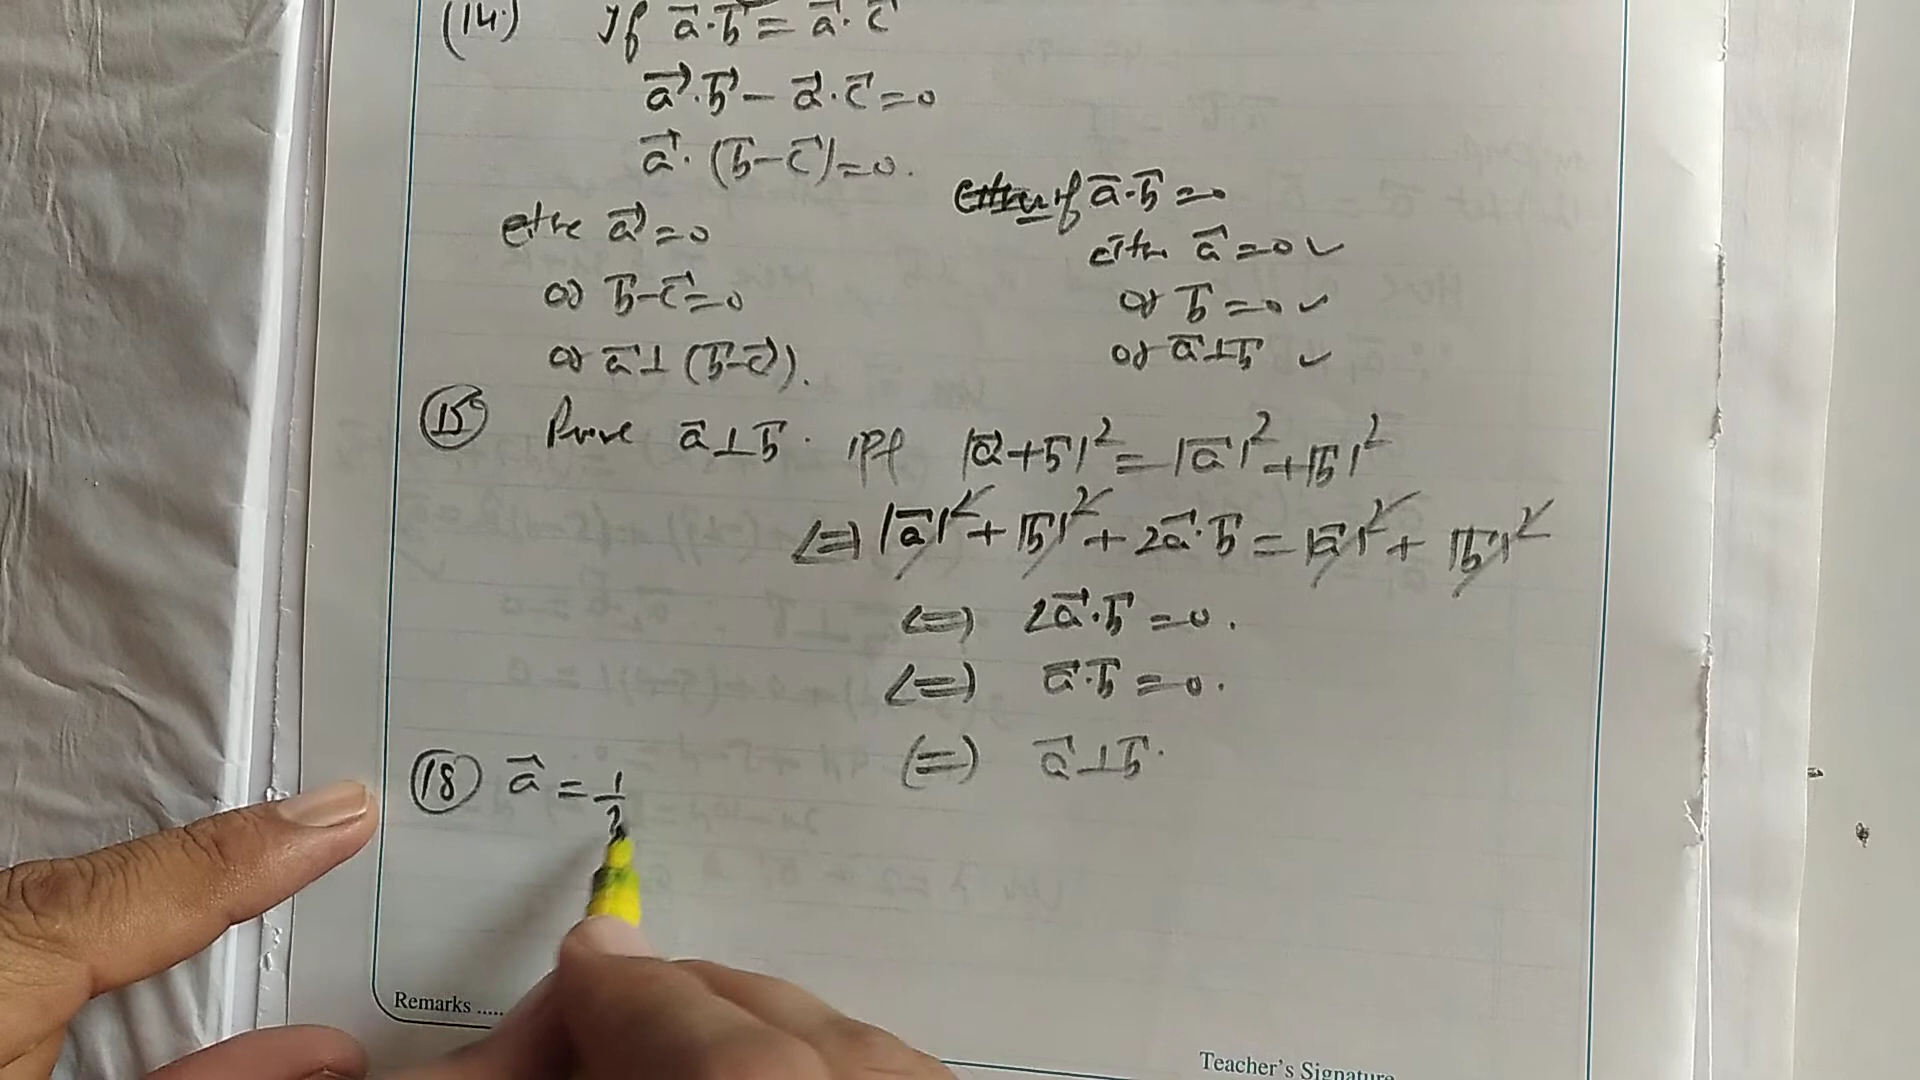 (14.) If a⃗·b⃗ = a⃗·c⃗
a⃗·b⃗ − a⃗·c⃗ = 0
a⃗·(b⃗−c⃗) = 0.
either a⃗ = 0
or b⃗−c⃗ = 0
or a⃗ ⊥ (b⃗−c⃗).
if a⃗·b⃗ = 0
either a⃗ = 0 ✓
or b⃗ = 0 ✓
or a⃗ ⊥ b⃗ ✓
(15) Prove a⃗ ⊥ b⃗. iff |a⃗+b⃗|² = |a⃗|² + |b⃗|²
<=> |a⃗|² + |b⃗|² + 2a⃗·b⃗ = |a⃗|² + |b⃗|²
<=> 2a⃗·b⃗ = 0.
<=> a⃗·b⃗ = 0.
<=> a⃗ ⊥ b⃗.
(18) a⃗ = 1/
Remarks .....
Teacher's Signature